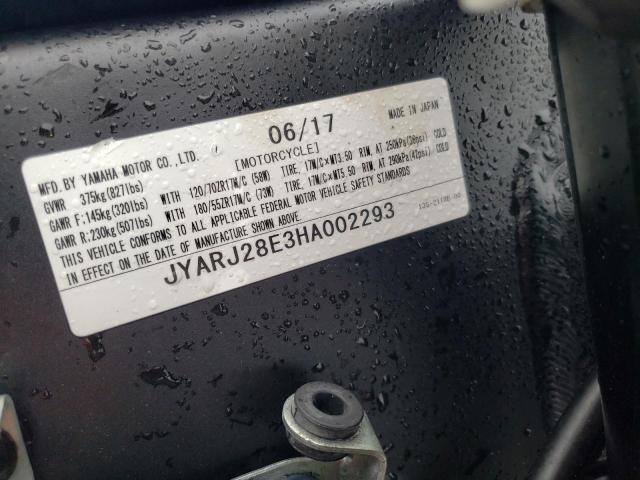 06/17
MADE IN JAPAN
MFD. BY YAMAHA MOTOR CO., LTD.
[MOTORCYCLE]
GVWR 375kg(827lbs)
GAWR F:145kg(320lbs) WITH 120/70ZR17M/C (58W) TIRE, 17M/C×MT3.50 RIM, AT 250kPa(36psi) COLD
GAWR R:230kg(507lbs) WITH 180/55ZR17M/C (73W) TIRE, 17M/C×MT5.50 RIM, AT 290kPa(42psi) COLD
THIS VEHICLE CONFORMS TO ALL APPLICABLE FEDERAL MOTOR VEHICLE SAFETY STANDARDS
IN EFFECT ON THE DATE OF MANUFACTURE SHOWN ABOVE.
JYARJ28E3HA002293